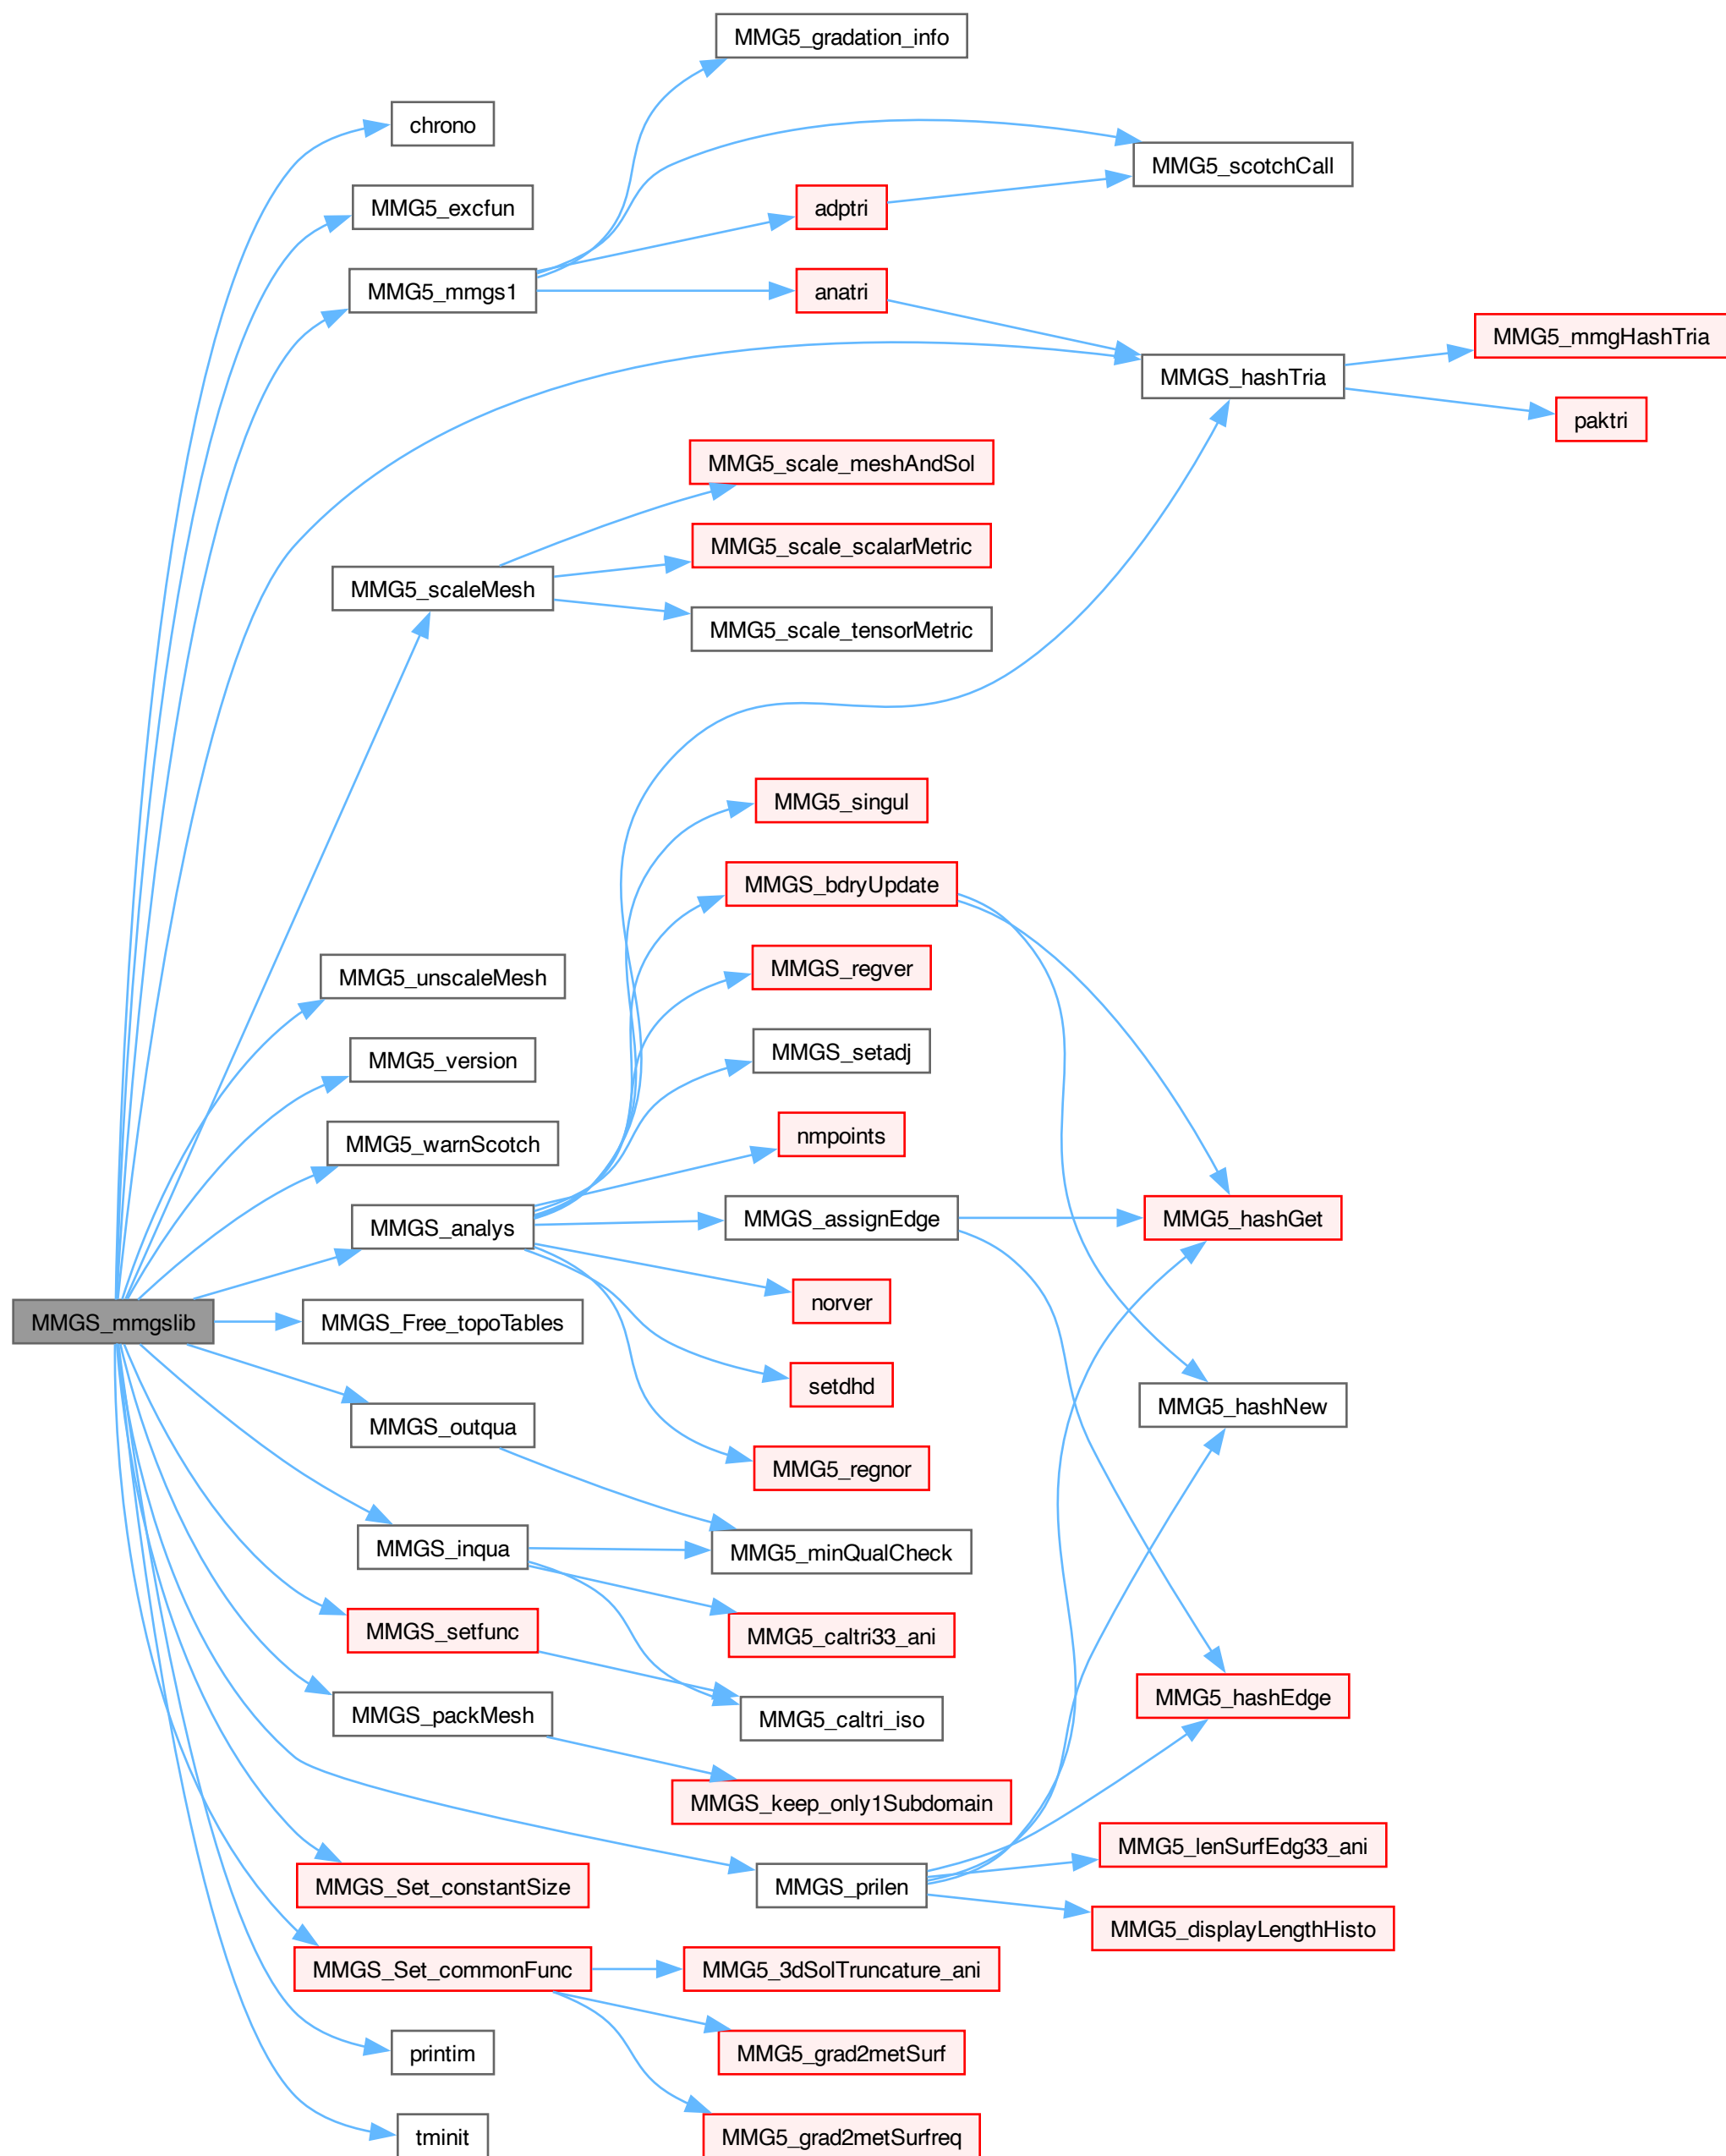 MMG5_gradation_info
chrono
MMG5_scotchCall
MMG5_excfun
adptri
MMG5_mmgs1
anatri
MMG5_mmgHashTria
MMGS_hashTria
paktri
MMG5_scale_meshAndSol
MMG5_scale_scalarMetric
MMG5_scaleMesh
MMG5_scale_tensorMetric
MMG5_singul
MMGS_bdryUpdate
MMGS_regver
MMG5_unscaleMesh
MMGS_setadj
MMG5_version
nmpoints
MMG5_warnScotch
MMGS_assignEdge
MMG5_hashGet
MMGS_analys
norver
MMGS_mmgslib
MMGS_Free_topoTables
setdhd
MMG5_hashNew
MMGS_outqua
MMG5_regnor
MMGS_inqua
MMG5_minQualCheck
MMGS_setfunc
MMG5_caltri33_ani
MMG5_hashEdge
MMGS_packMesh
MMG5_caltri_iso
MMGS_keep_only1Subdomain
MMG5_lenSurfEdg33_ani
MMGS_Set_constantSize
MMGS_prilen
MMG5_displayLengthHisto
MMGS_Set_commonFunc
MMG5_3dSolTruncature_ani
printim
MMG5_grad2metSurf
tminit
MMG5_grad2metSurfreq